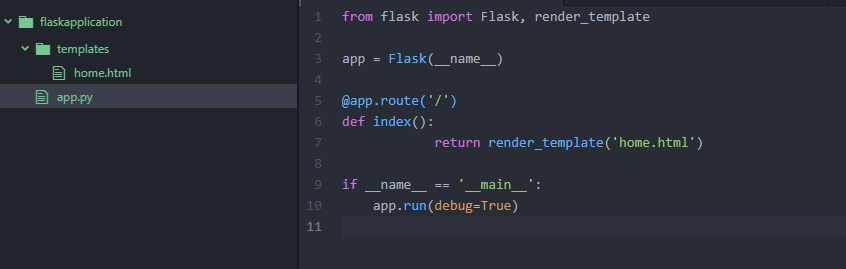 flaskapplication
templates
home.html
app.py
1 from flask import Flask, render_template
2
3 app = Flask(__name__)
4
5 @app.route('/')
6 def index():
7             return render_template('home.html')
8
9 if __name__ == '__main__':
10     app.run(debug=True)
11